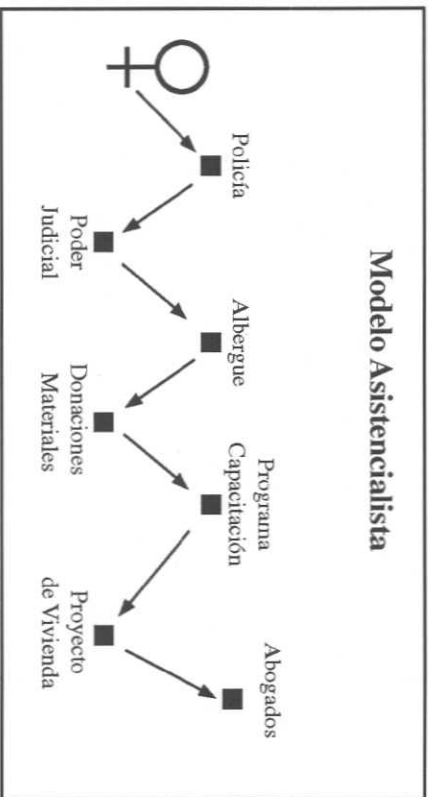 Modelo Asistencialista
Policía
Poder
Judicial
Albergue
Donaciones
Materiales
Programa
Capacitación
Proyecto
de Vivienda
Abogados